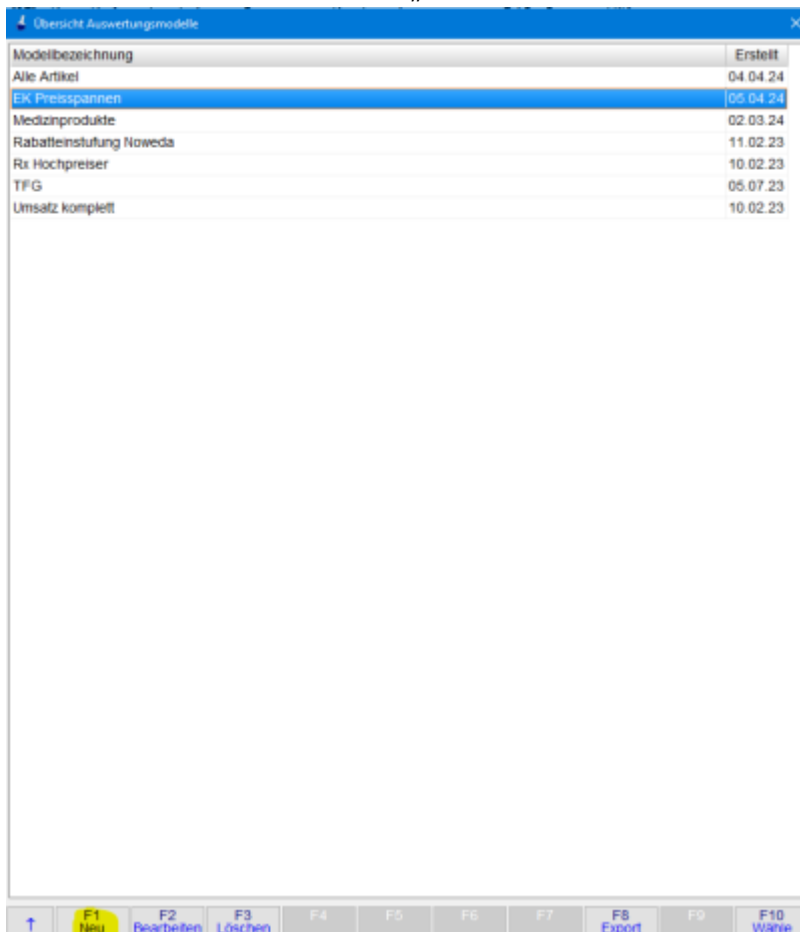 Übersicht Auswertungsmodelle
Modellbezeichnung Erstellt
Alle Artikel 04.04.24
EK Preisspannen 05.04.24
Medizinprodukte 02.03.24
Rabatteinstufung Noweda 11.02.23
Rx Hochpreiser 10.02.23
TFG 05.07.23
Umsatz komplett 10.02.23
F1 F2 F3 F4 F5 F6 F7 F8 F9 F10
Neu Bearbeiten Löschen Export Wähle